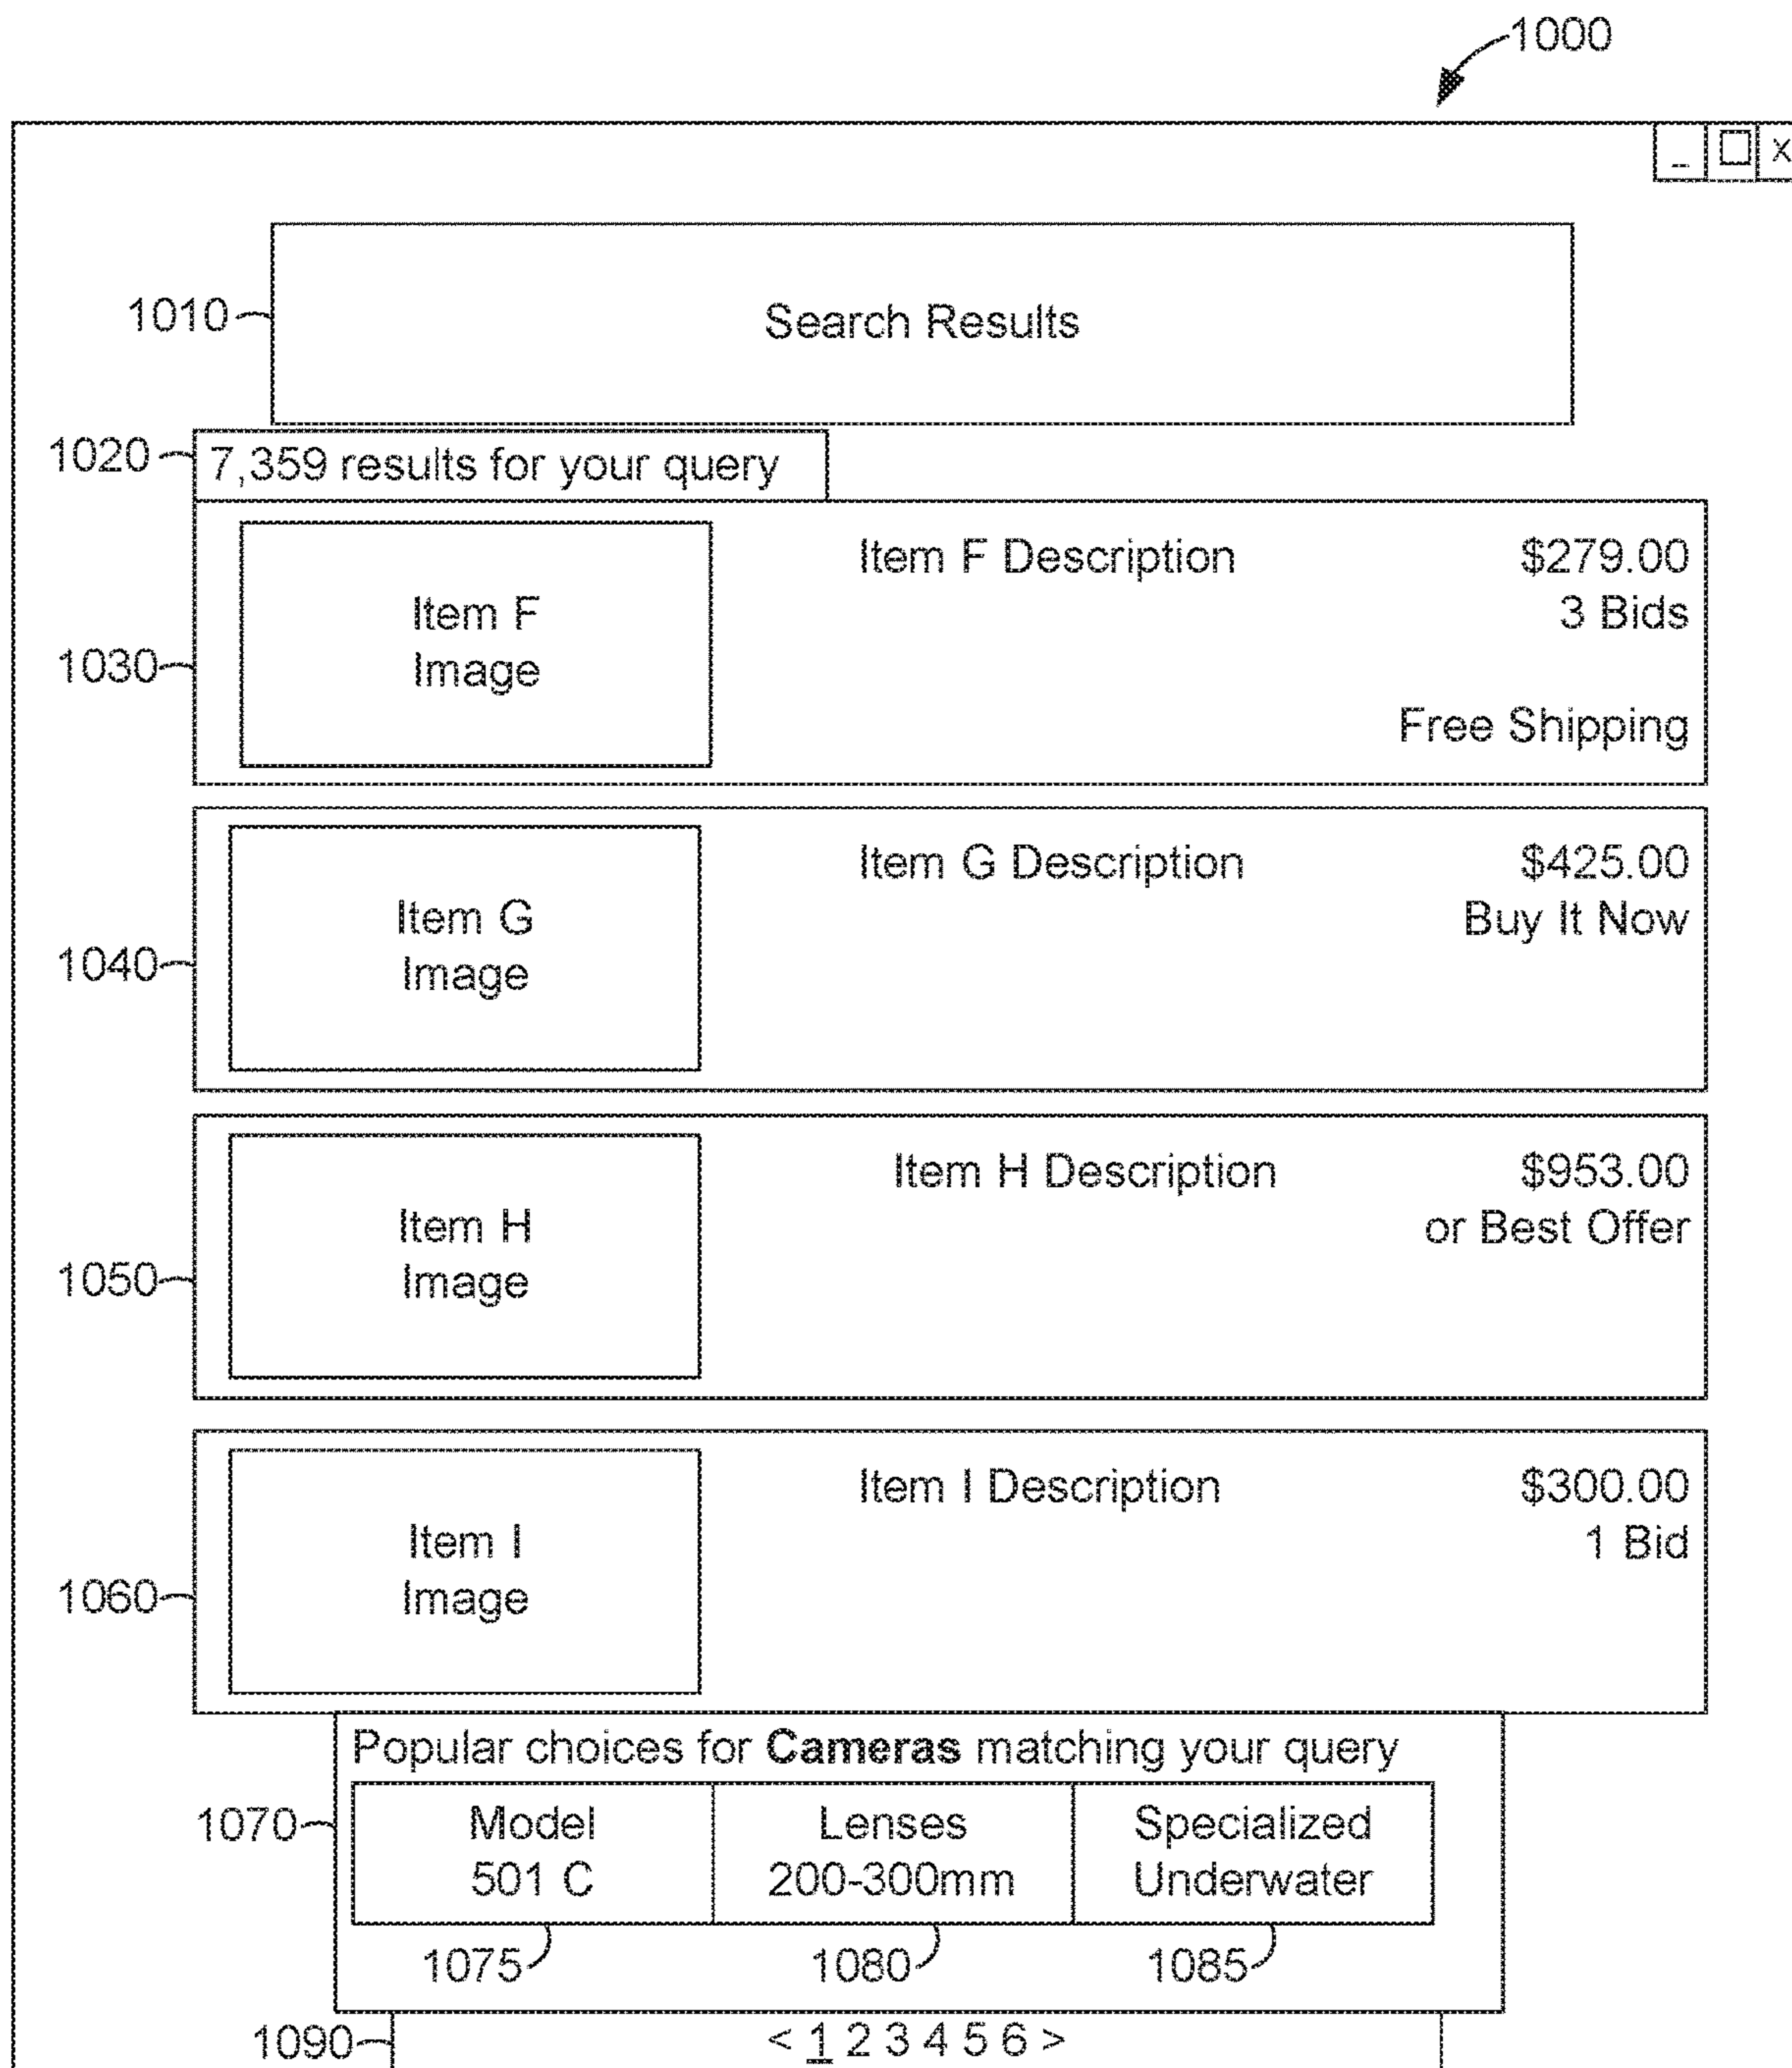 1000
_ □ X
1010
Search Results
1020
7,359 results for your query
1030
Item F
Image
Item F Description
$279.00
3 Bids
Free Shipping
1040
Item G
Image
Item G Description
$425.00
Buy It Now
1050
Item H
Image
Item H Description
$953.00
or Best Offer
1060
Item I
Image
Item I Description
$300.00
1 Bid
1070
Popular choices for Cameras matching your query
Model
501 C
Lenses
200-300mm
Specialized
Underwater
1075
1080
1085
1090
< 1 2 3 4 5 6 >